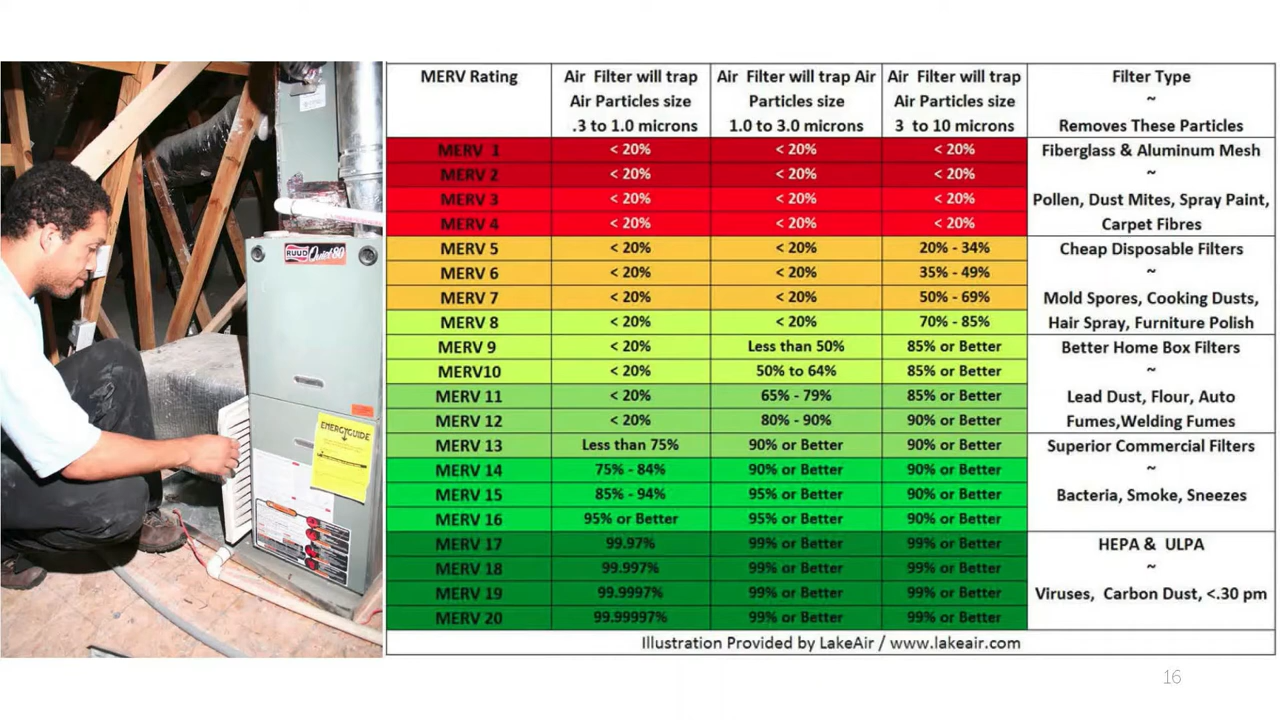 RUUD Quiet 80
ENERGYGUIDE
MERV Rating
Air Filter will trap Air Particles size .3 to 1.0 microns
Air Filter will trap Air Particles size 1.0 to 3.0 microns
Air Filter will trap Air Particles size 3 to 10 microns
Filter Type ~ Removes These Particles
MERV 1 < 20% < 20% < 20%
MERV 2 < 20% < 20% < 20%
MERV 3 < 20% < 20% < 20%
MERV 4 < 20% < 20% < 20%
Fiberglass & Aluminum Mesh
~
Pollen, Dust Mites, Spray Paint,
Carpet Fibres
MERV 5 < 20% < 20% 20% - 34%
MERV 6 < 20% < 20% 35% - 49%
MERV 7 < 20% < 20% 50% - 69%
MERV 8 < 20% < 20% 70% - 85%
Cheap Disposable Filters
~
Mold Spores, Cooking Dusts,
Hair Spray, Furniture Polish
MERV 9 < 20% Less than 50% 85% or Better
MERV10 < 20% 50% to 64% 85% or Better
MERV 11 < 20% 65% - 79% 85% or Better
MERV 12 < 20% 80% - 90% 90% or Better
Better Home Box Filters
~
Lead Dust, Flour, Auto
Fumes,Welding Fumes
MERV 13 Less than 75% 90% or Better 90% or Better
MERV 14 75% - 84% 90% or Better 90% or Better
MERV 15 85% - 94% 95% or Better 90% or Better
MERV 16 95% or Better 95% or Better 90% or Better
Superior Commercial Filters
~
Bacteria, Smoke, Sneezes
MERV 17 99.97% 99% or Better 99% or Better
MERV 18 99.997% 99% or Better 99% or Better
MERV 19 99.9997% 99% or Better 99% or Better
MERV 20 99.99997% 99% or Better 99% or Better
HEPA & ULPA
~
Viruses, Carbon Dust, <.30 pm
Illustration Provided by LakeAir / www.lakeair.com
16